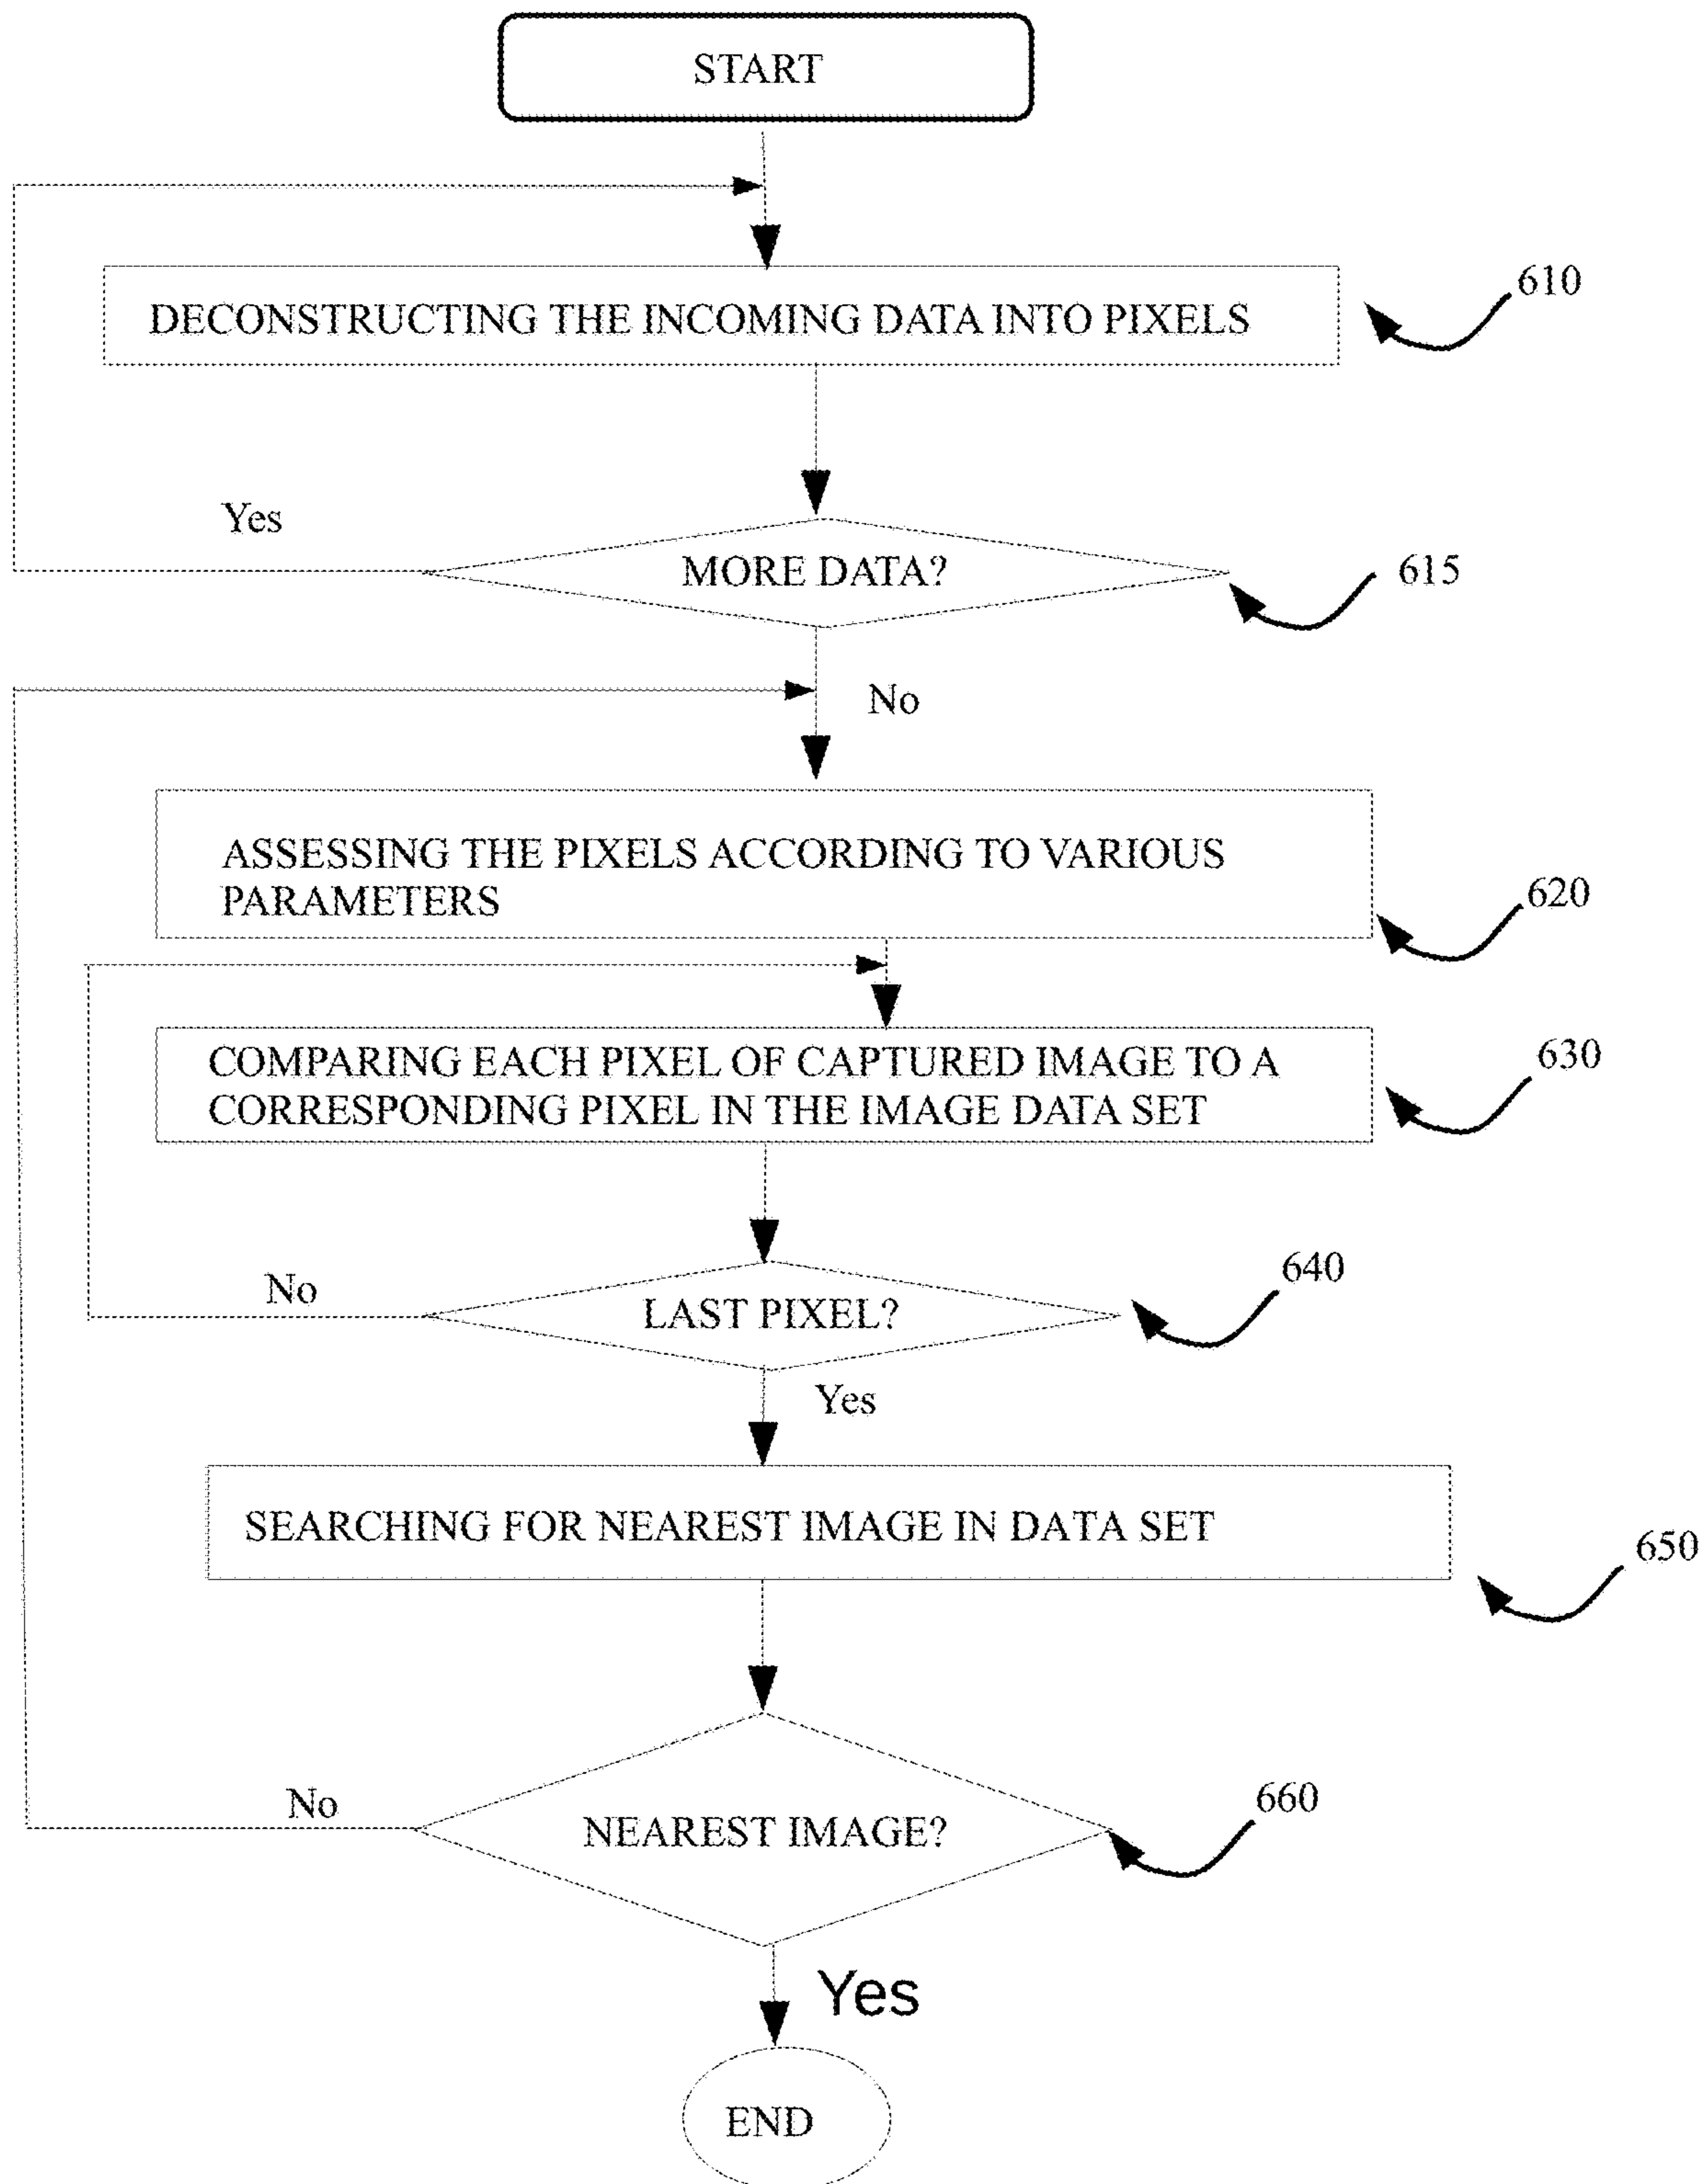 START
DECONSTRUCTING THE INCOMING DATA INTO PIXELS
610
Yes
MORE DATA?
615
No
ASSESSING THE PIXELS ACCORDING TO VARIOUS
PARAMETERS
620
COMPARING EACH PIXEL OF CAPTURED IMAGE TO A
CORRESPONDING PIXEL IN THE IMAGE DATA SET
630
No
LAST PIXEL?
640
Yes
SEARCHING FOR NEAREST IMAGE IN DATA SET
650
No
NEAREST IMAGE?
660
Yes
END